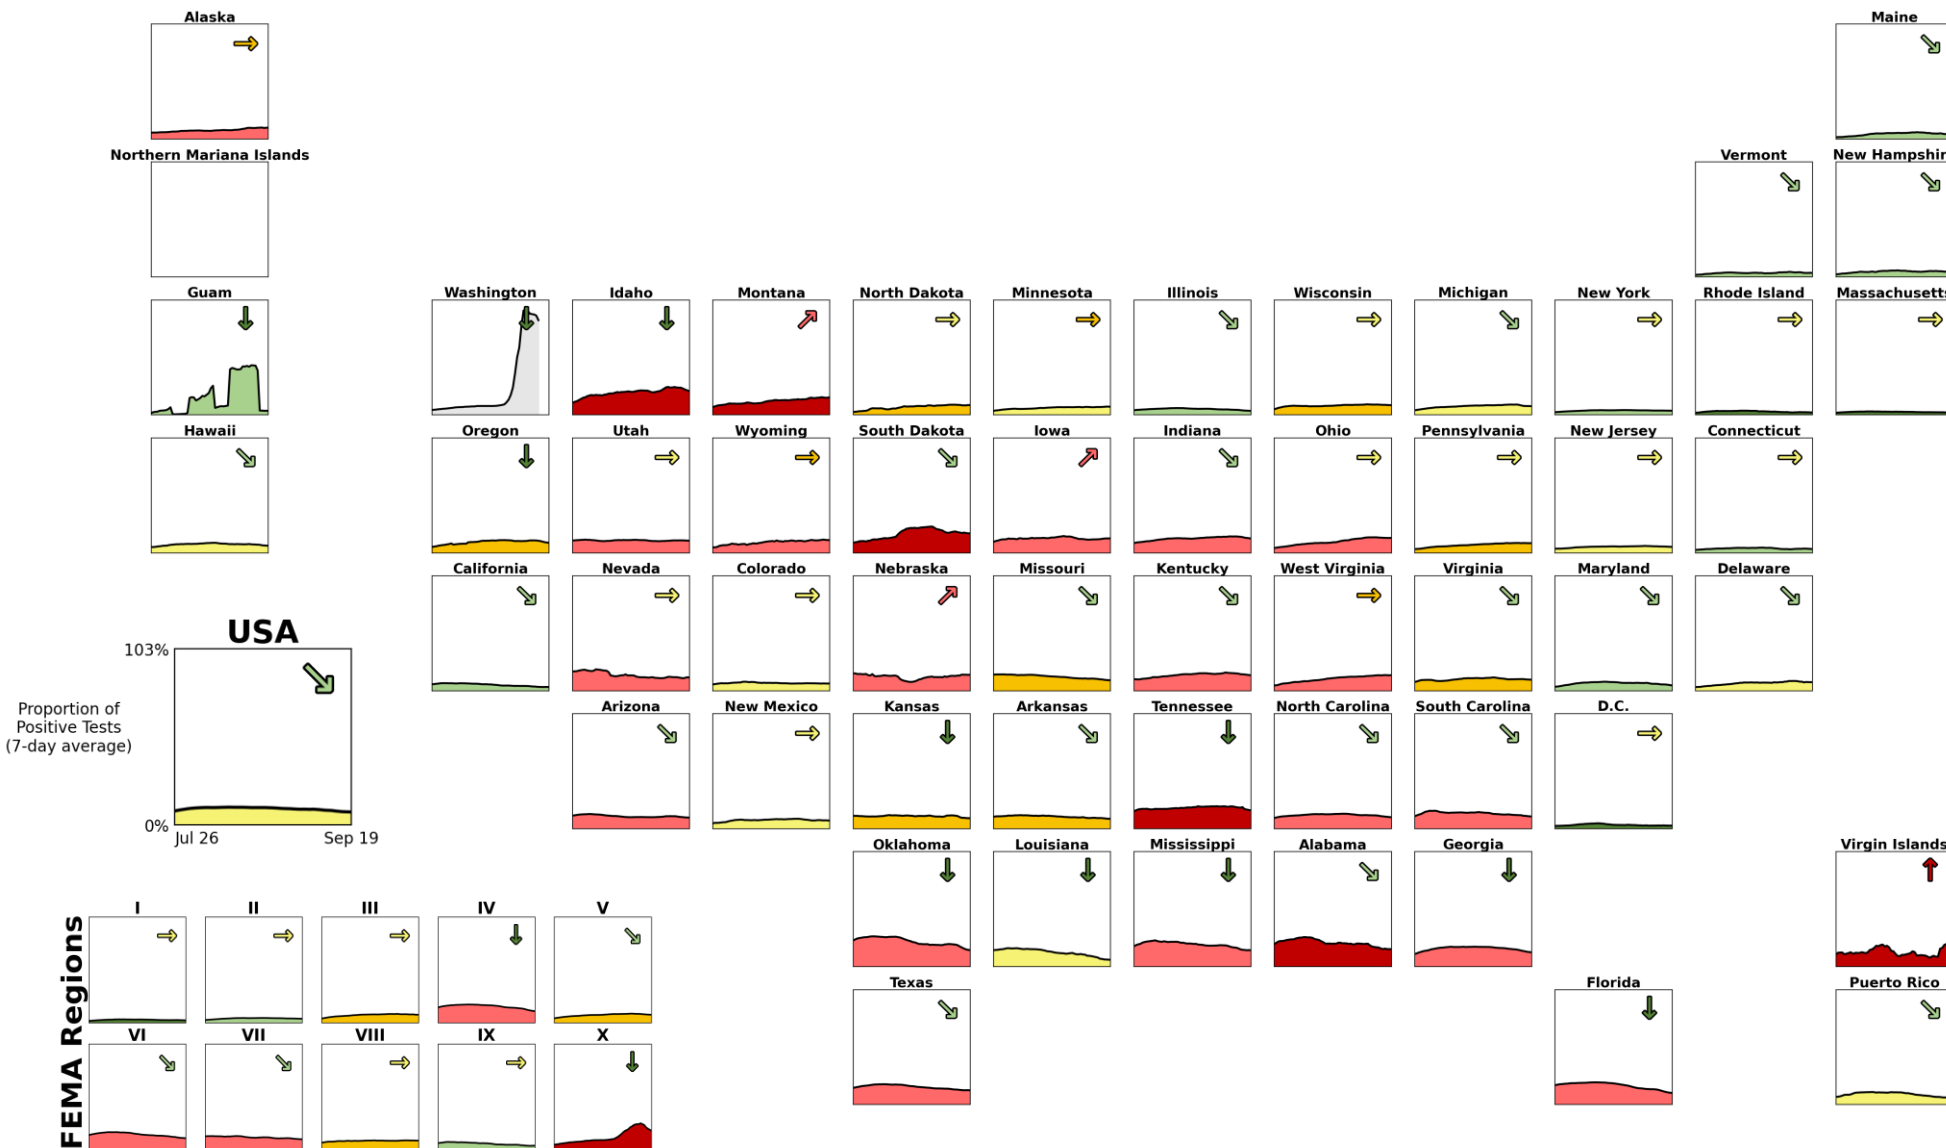 Alaska
Maine
Northern Mariana Islands
Vermont
New Hampshir
Guam
Washington
Idaho
Montana
North Dakota
Minnesota
Illinois
Wisconsin
Michigan
New York
Rhode Island
Massachusetts
Hawaii
Oregon
Utah
Wyoming
South Dakota
Iowa
Indiana
Ohio
Pennsylvania
New Jersey
Connecticut
California
Nevada
Colorado
Nebraska
Missouri
Kentucky
West Virginia
Virginia
Maryland
Delaware
USA
103%
Proportion of
Positive Tests
(7-day average)
0%
Jul 26
Sep 19
Arizona
New Mexico
Kansas
Arkansas
Tennessee
North Carolina
South Carolina
D.C.
Oklahoma
Louisiana
Mississippi
Alabama
Georgia
Virgin Islands
FEMA Regions
I
II
III
IV
V
VI
VII
VIII
IX
X
Texas
Florida
Puerto Rico